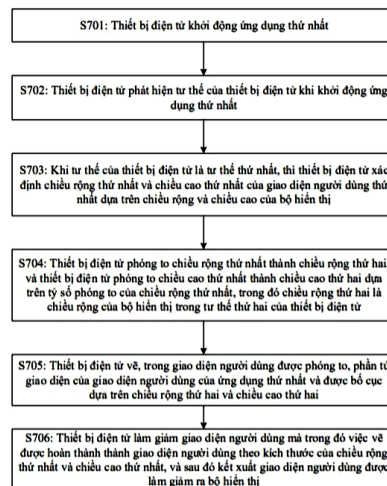 S701: Thiết bị điện tử khởi động ứng dụng thứ nhất
S702: Thiết bị điện tử phát hiện tư thế của thiết bị điện tử khi khởi động ứng
dụng thứ nhất
S703: Khi tư thế của thiết bị điện tử là tư thế thứ nhất, thì thiết bị điện tử xác
định chiều rộng thứ nhất và chiều cao thứ nhất của giao diện người dùng thứ
nhất dựa trên chiều rộng và chiều cao của bộ hiển thị
S704: Thiết bị điện tử phóng to chiều rộng thứ nhất thành chiều rộng thứ hai,
và thiết bị điện tử phóng to chiều cao thứ nhất thành chiều cao thứ hai dựa
trên tỷ số phóng to của chiều rộng thứ nhất, trong đó chiều rộng thứ hai là
chiều rộng của bộ hiển thị trong tư thế thứ hai của thiết bị điện tử
S705: Thiết bị điện tử vẽ, trong giao diện người dùng được phóng to, phần tử
giao diện của giao diện người dùng của ứng dụng thứ nhất và được bố cục
dựa trên chiều rộng thứ hai và chiều cao thứ hai
S706: Thiết bị điện tử làm giảm giao diện người dùng mà trong đó việc vẽ
được hoàn thành thành giao diện người dùng theo kích thước của chiều rộng
thứ nhất và chiều cao thứ nhất, và sau đó kết xuất giao diện người dùng được
làm giảm ra bộ hiển thị